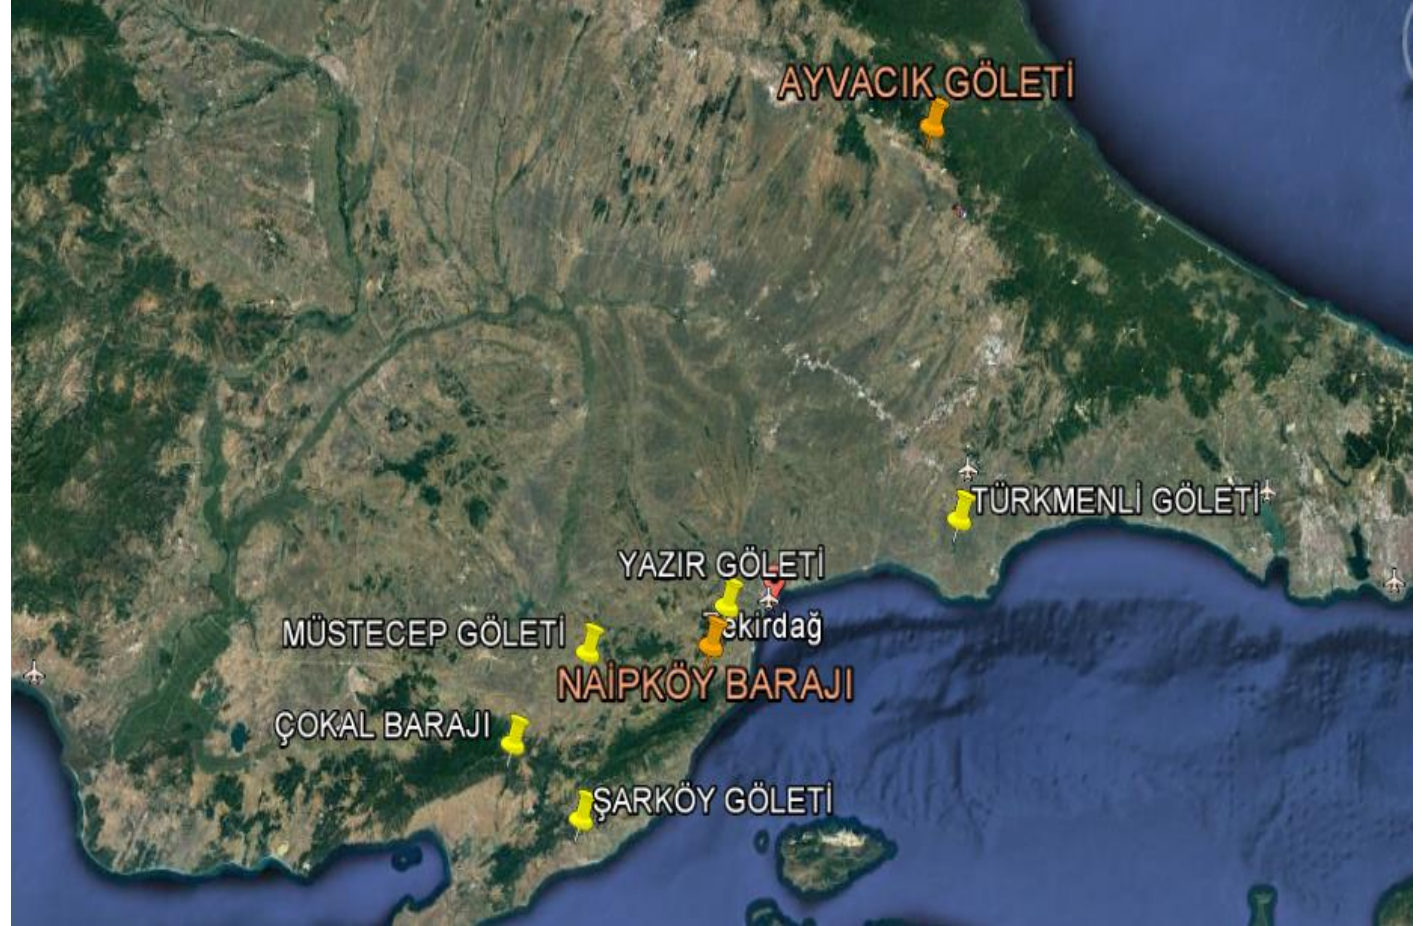 AYVACIK GÖLETİ
TÜRKMENLİ GÖLETİ
YAZIR GÖLETİ
Tekirdağ
MÜSTECEP GÖLETİ
NAİPKÖY BARAJI
ÇOKAL BARAJI
ŞARKÖY GÖLETİ